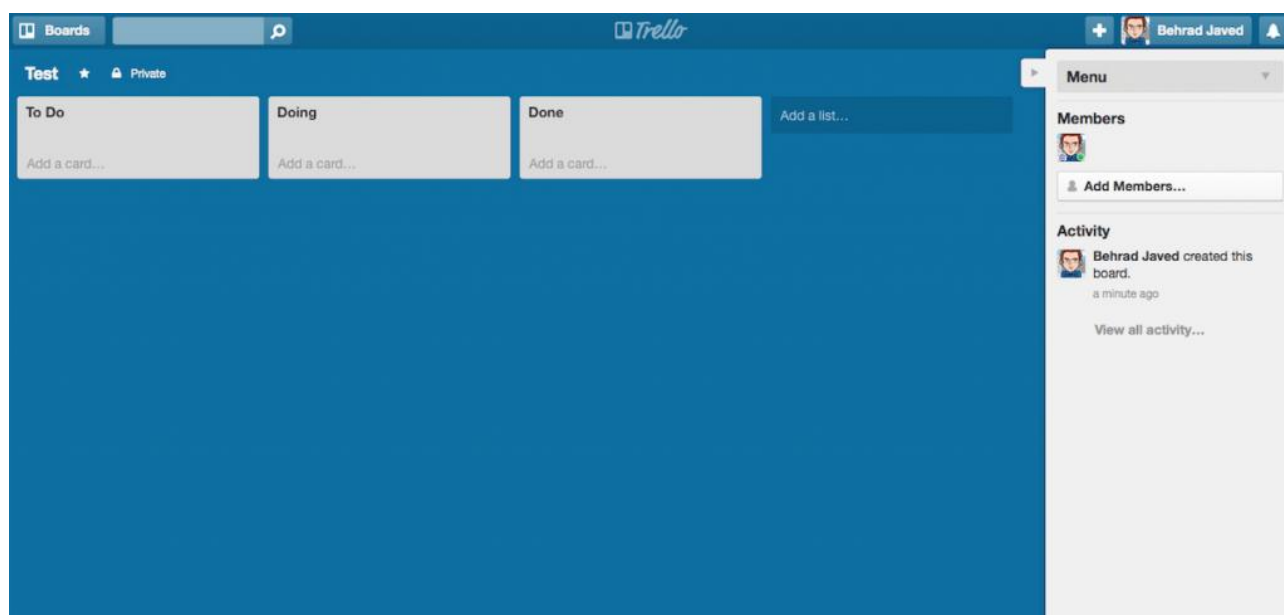 Boards
Trello
Behrad Javed
Test
Private
To Do
Add a card...
Doing
Add a card...
Done
Add a card...
Add a list...
Menu
Members
Add Members...
Activity
Behrad Javed created this
board.
a minute ago
View all activity...